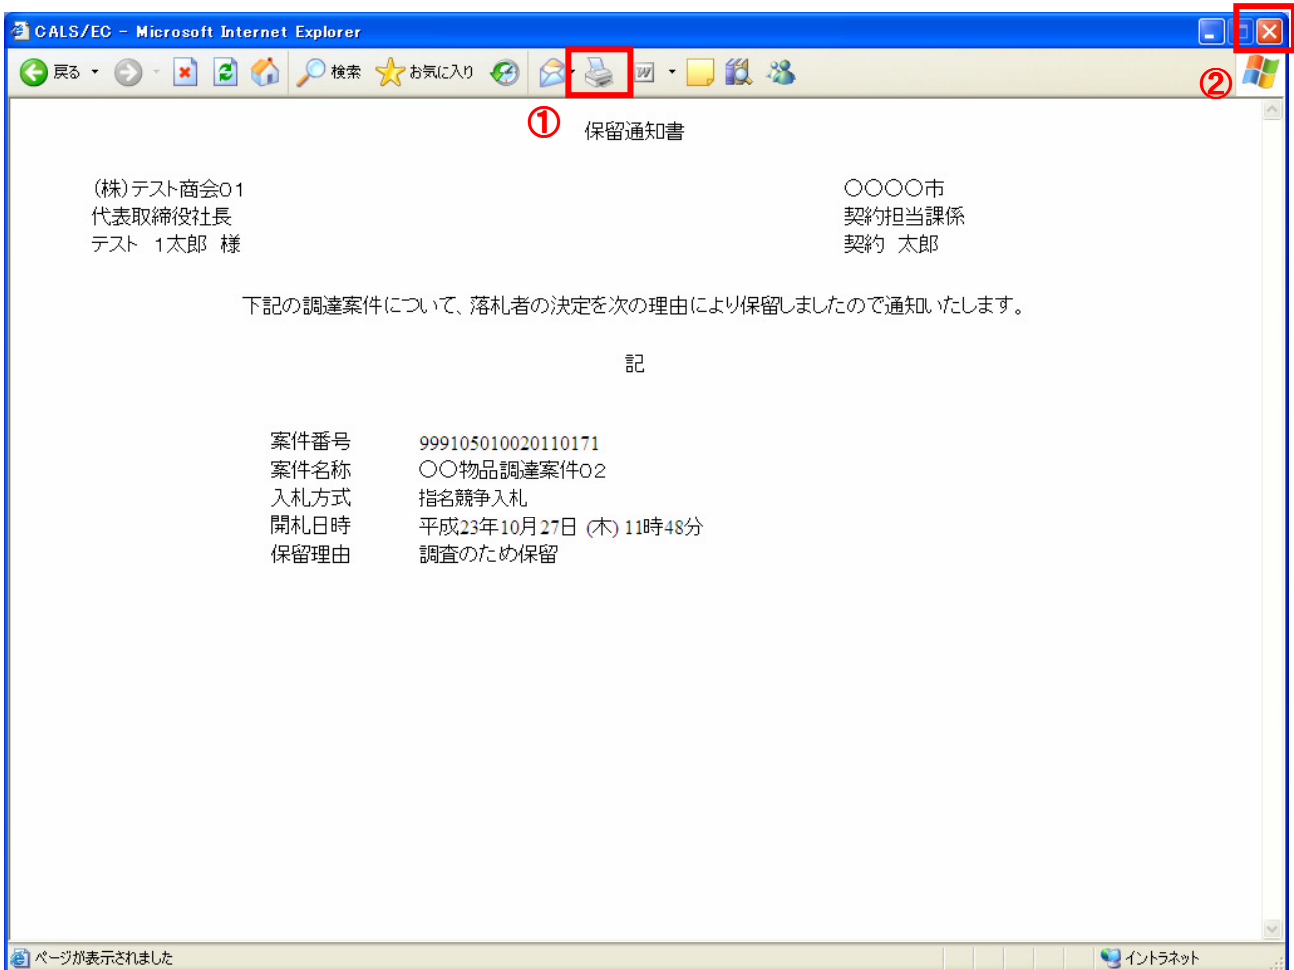 CALS/EC - Microsoft Internet Explorer
戻る 検索 お気に入り
②
①
保留通知書
(株)テスト商会01 〇〇〇〇市
代表取締役社長 契約担当課係
テスト 1太郎 様 契約 太郎
下記の調達案件について、落札者の決定を次の理由により保留しましたので通知いたします。
記
案件番号 999105010020110171
案件名称 〇〇物品調達案件02
入札方式 指名競争入札
開札日時 平成23年10月27日 (木) 11時48分
保留理由 調査のため保留
ページが表示されました イントラネット